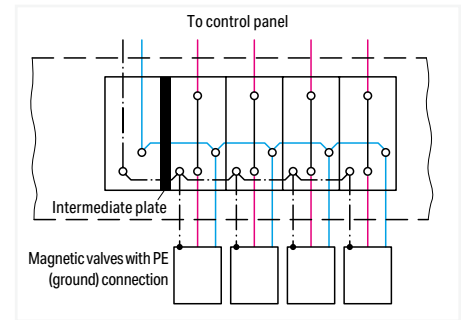 To control panel
Intermediate plate
Magnetic valves with PE
(ground) connection